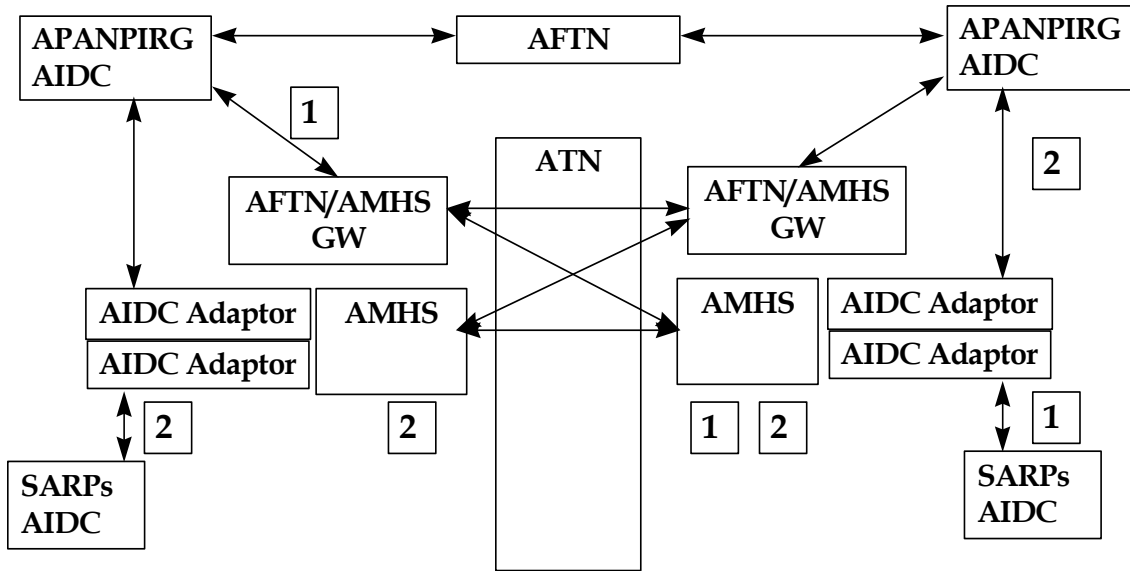 APANPIRG
AIDC
AFTN
APANPIRG
AIDC
1
ATN
2
AFTN/AMHS
GW
AFTN/AMHS
GW
AIDC Adaptor
AMHS
AMHS
AIDC Adaptor
AIDC Adaptor
AIDC Adaptor
2
2
1
2
1
SARPs
AIDC
SARPs
AIDC